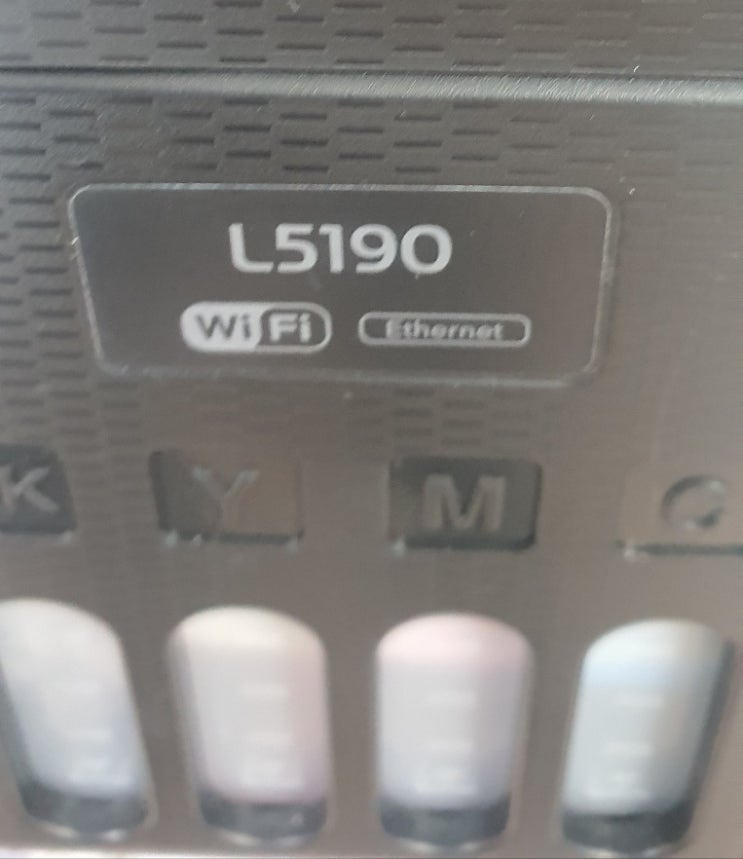 L5190
WiFi Ethernet
K Y M C